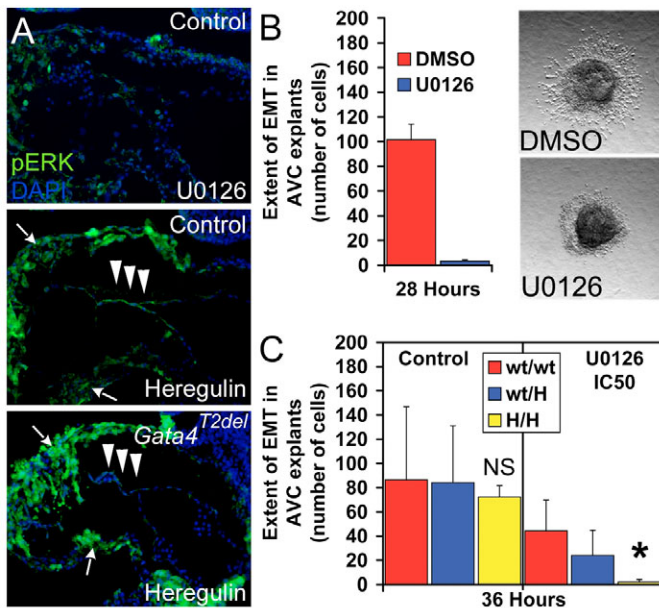 A
Control
pERK
DAPI
U0126
Control
Heregulin
Gata4 T2del
Heregulin
B
Extent of EMT in
AVC explants
(number of cells)
200
180
160
140
120
100
80
60
40
20
0
DMSO
U0126
28 Hours
DMSO
U0126
C
Extent of EMT in
AVC explants
(number of cells)
200
180
160
140
120
100
80
60
40
20
0
Control
U0126
IC50
wt/wt
wt/H
H/H
NS
*
36 Hours